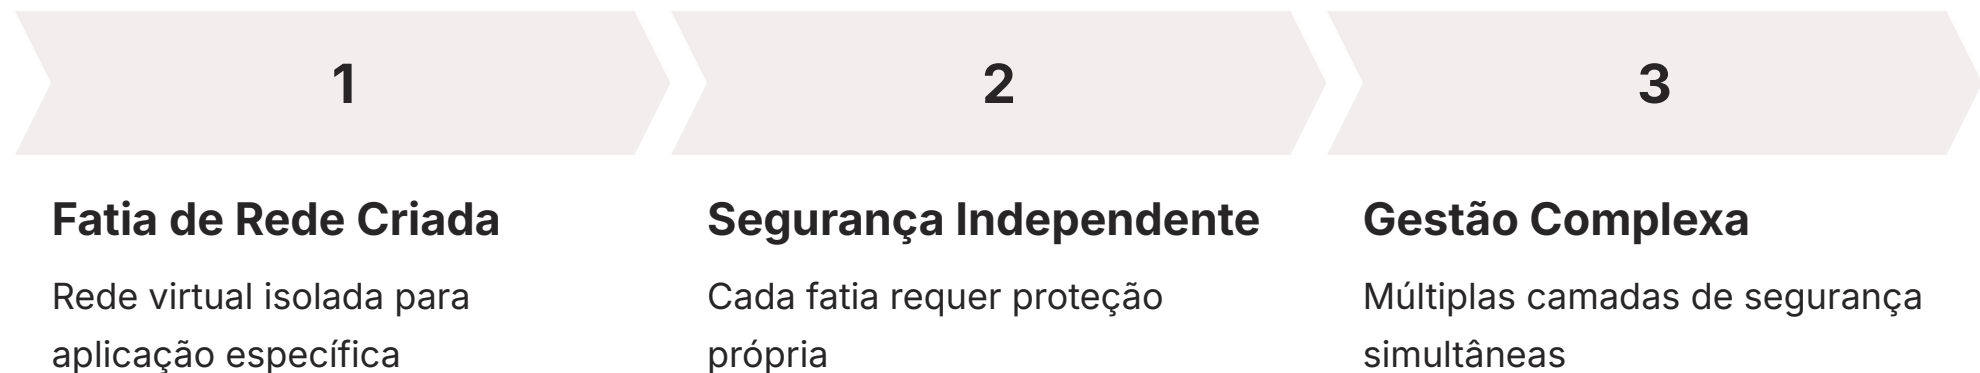 1
2
3
Fatia de Rede Criada
Rede virtual isolada para
aplicação específica
Segurança Independente
Cada fatia requer proteção
própria
Gestão Complexa
Múltiplas camadas de segurança
simultâneas